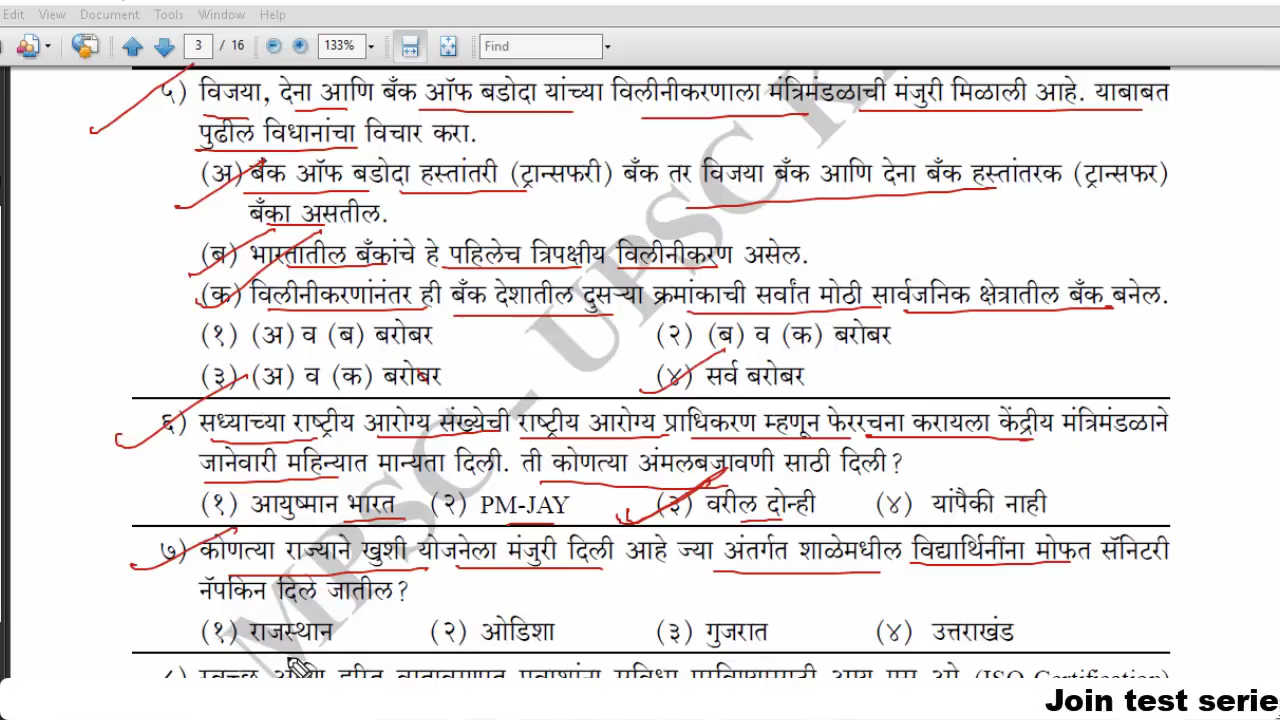 Edit View Document Tools Window Help
3 / 16 133% Find
५) विजया, देना आणि बँक ऑफ बडोदा यांच्या विलीनीकरणाला मंत्रिमंडळाची मंजुरी मिळाली आहे. याबाबत
पुढील विधानांचा विचार करा.
(अ) बँक ऑफ बडोदा हस्तांतरी (ट्रान्सफरी) बँक तर विजया बँक आणि देना बँक हस्तांतरक (ट्रान्सफर)
बँका असतील.
(ब) भारतातील बँकांचे हे पहिलेच त्रिपक्षीय विलीनीकरण असेल.
(क) विलीनीकरणांनंतर ही बँक देशातील दुसऱ्या क्रमांकाची सर्वांत मोठी सार्वजनिक क्षेत्रातील बँक बनेल.
(१) (अ) व (ब) बरोबर (२) (ब) व (क) बरोबर
(३) (अ) व (क) बरोबर (४) सर्व बरोबर
६) सध्याच्या राष्ट्रीय आरोग्य संख्येची राष्ट्रीय आरोग्य प्राधिकरण म्हणून फेररचना करायला केंद्रीय मंत्रिमंडळाने
जानेवारी महिन्यात मान्यता दिली. ती कोणत्या अंमलबजावणी साठी दिली?
(१) आयुष्मान भारत (२) PM-JAY (३) वरील दोन्ही (४) यांपैकी नाही
७) कोणत्या राज्याने खुशी योजनेला मंजुरी दिली आहे ज्या अंतर्गत शाळेमधील विद्यार्थिनींना मोफत सॅनिटरी
नॅपकिन दिले जातील?
(१) राजस्थान (२) ओडिशा (३) गुजरात (४) उत्तराखंड
(ISO Certification)
MPSC - UPSC
Join test serie